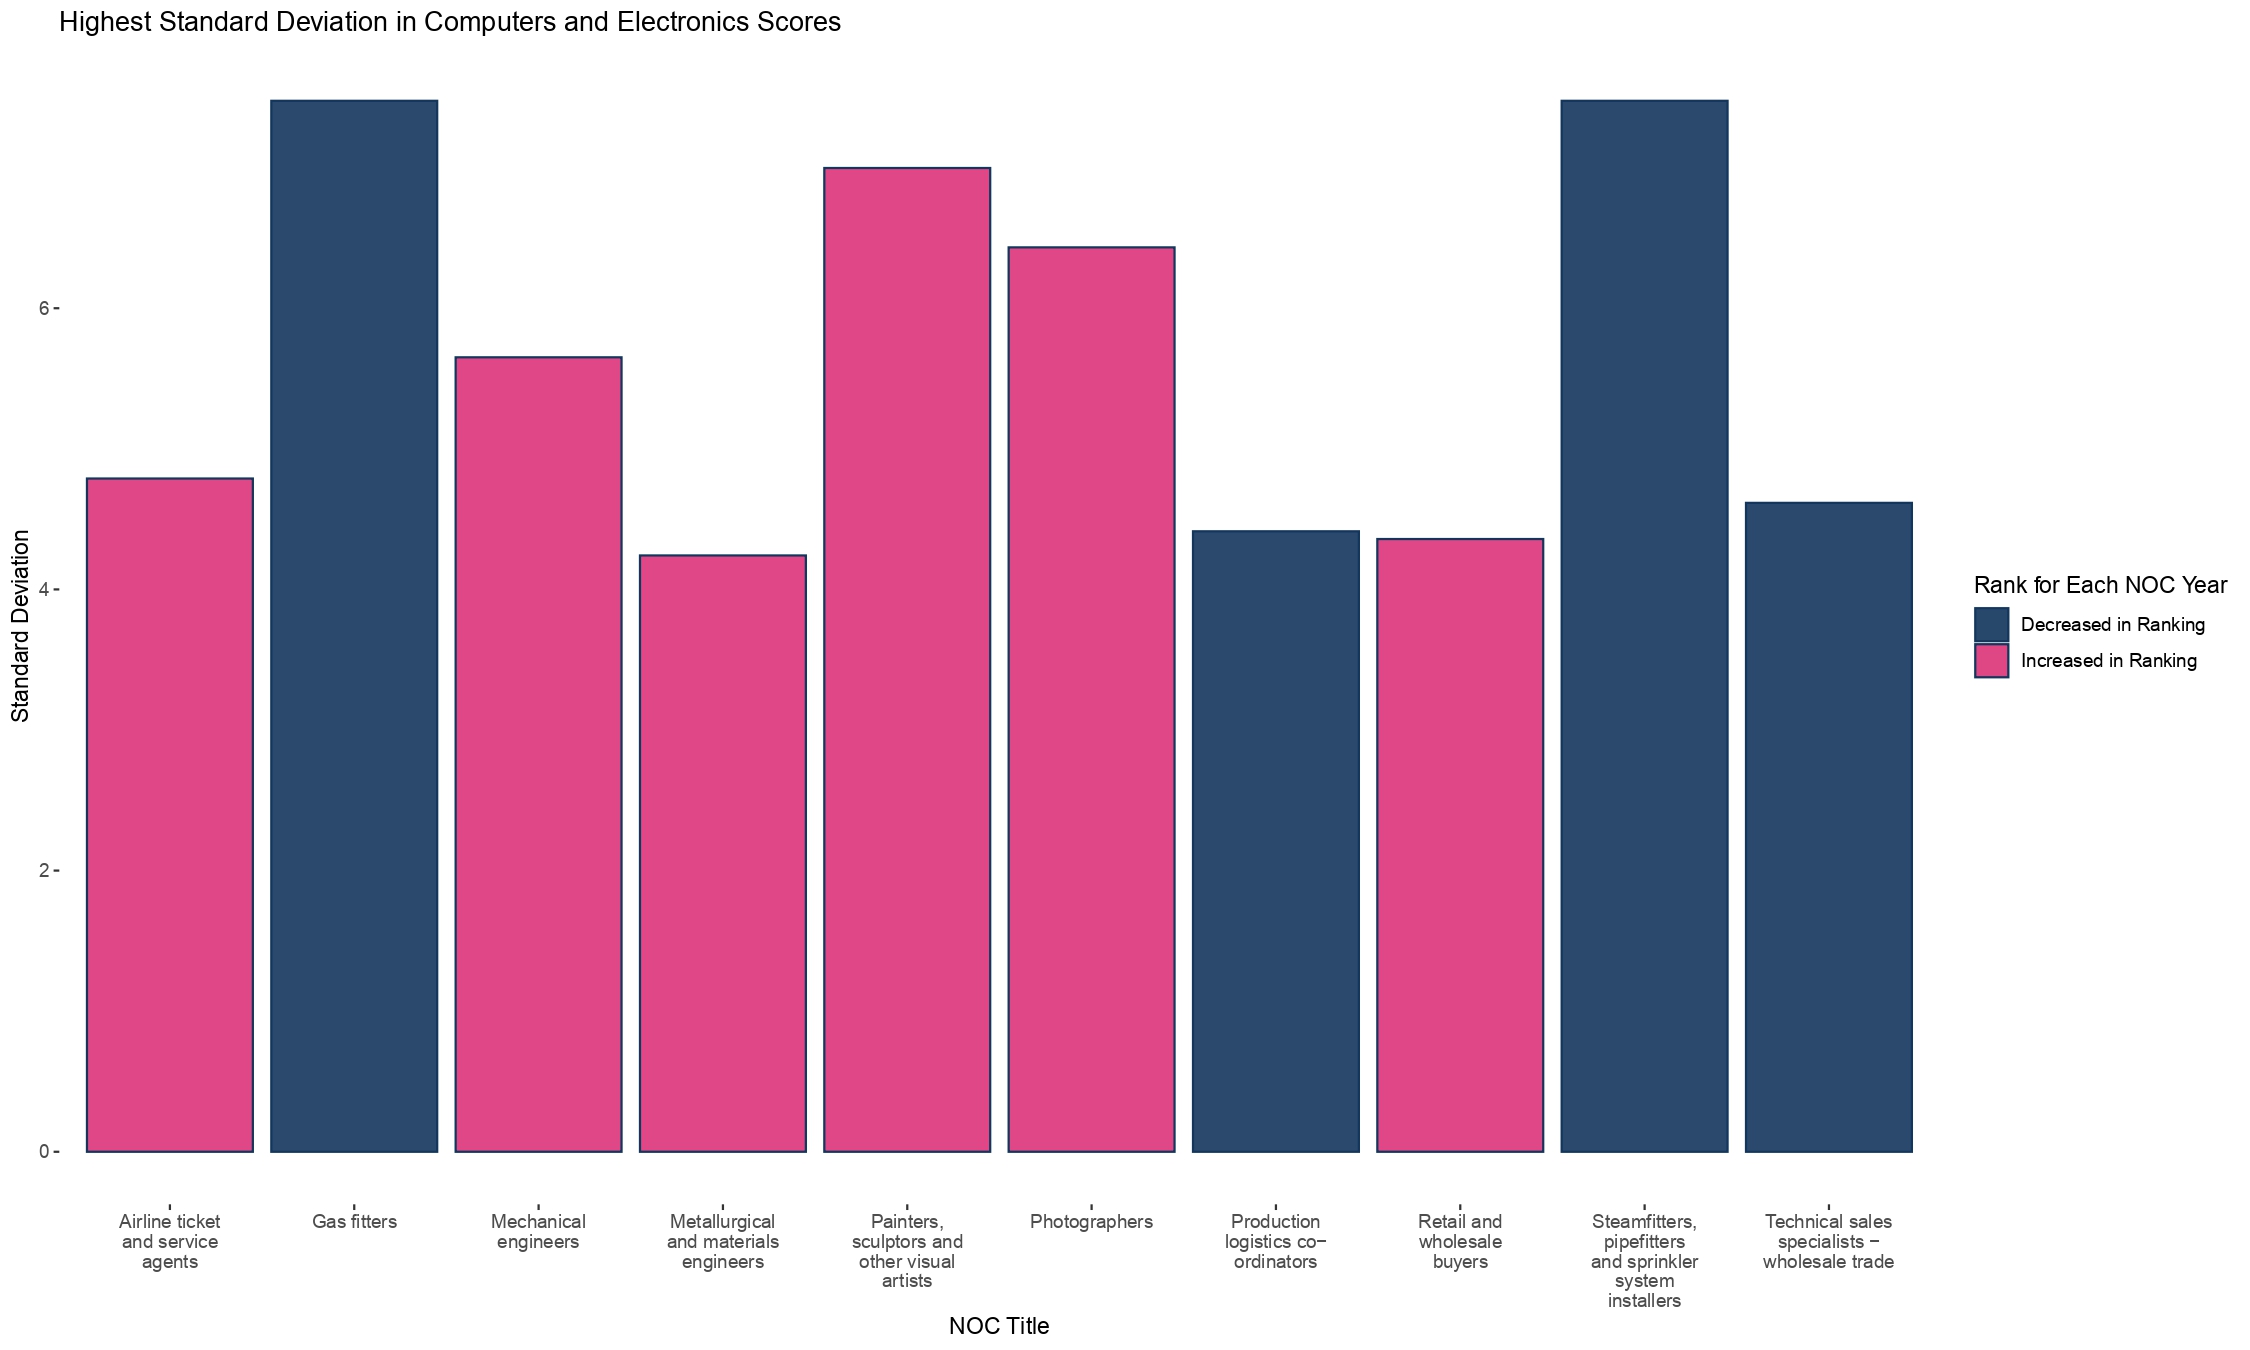 Highest Standard Deviation in Computers and Electronics Scores
Standard Deviation
6
4
2
0
Airline ticket
and service
agents
Gas fitters
Mechanical
engineers
Metallurgical
and materials
engineers
Painters,
sculptors and
other visual
artists
Photographers
Production
logistics co−
ordinators
Retail and
wholesale
buyers
Steamfitters,
pipefitters
and sprinkler
system
installers
Technical sales
specialists −
wholesale trade
NOC Title
Rank for Each NOC Year
Decreased in Ranking
Increased in Ranking